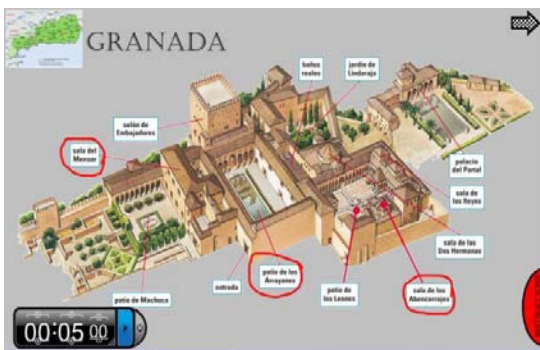 GRANADA
baños
reales
jardín de
Lindaraja
salón de
Embajadores
sala del
Mexuar
palacio
del Partal
sala de
los Reyes
sala de las
Dos Hermanas
patio de Machuca
entrada
patio de los
Arrayanes
patio de
los Leones
sala de los
Abencerrajes
00:05 00